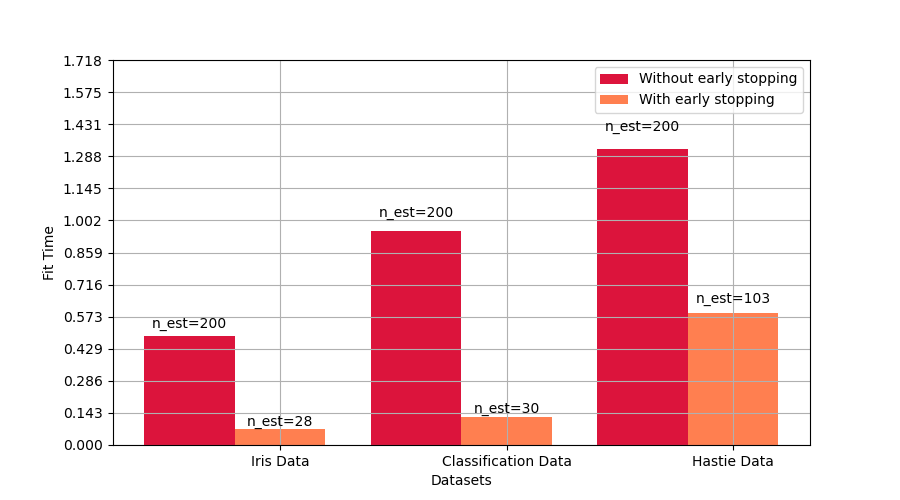 1.718
1.575
1.431
1.288
1.145
1.002
0.859
0.716
0.573
0.429
0.286
0.143
0.000
Fit Time
Without early stopping
With early stopping
n_est=200
n_est=200
n_est=200
n_est=28
n_est=30
n_est=103
Iris Data
Classification Data
Hastie Data
Datasets